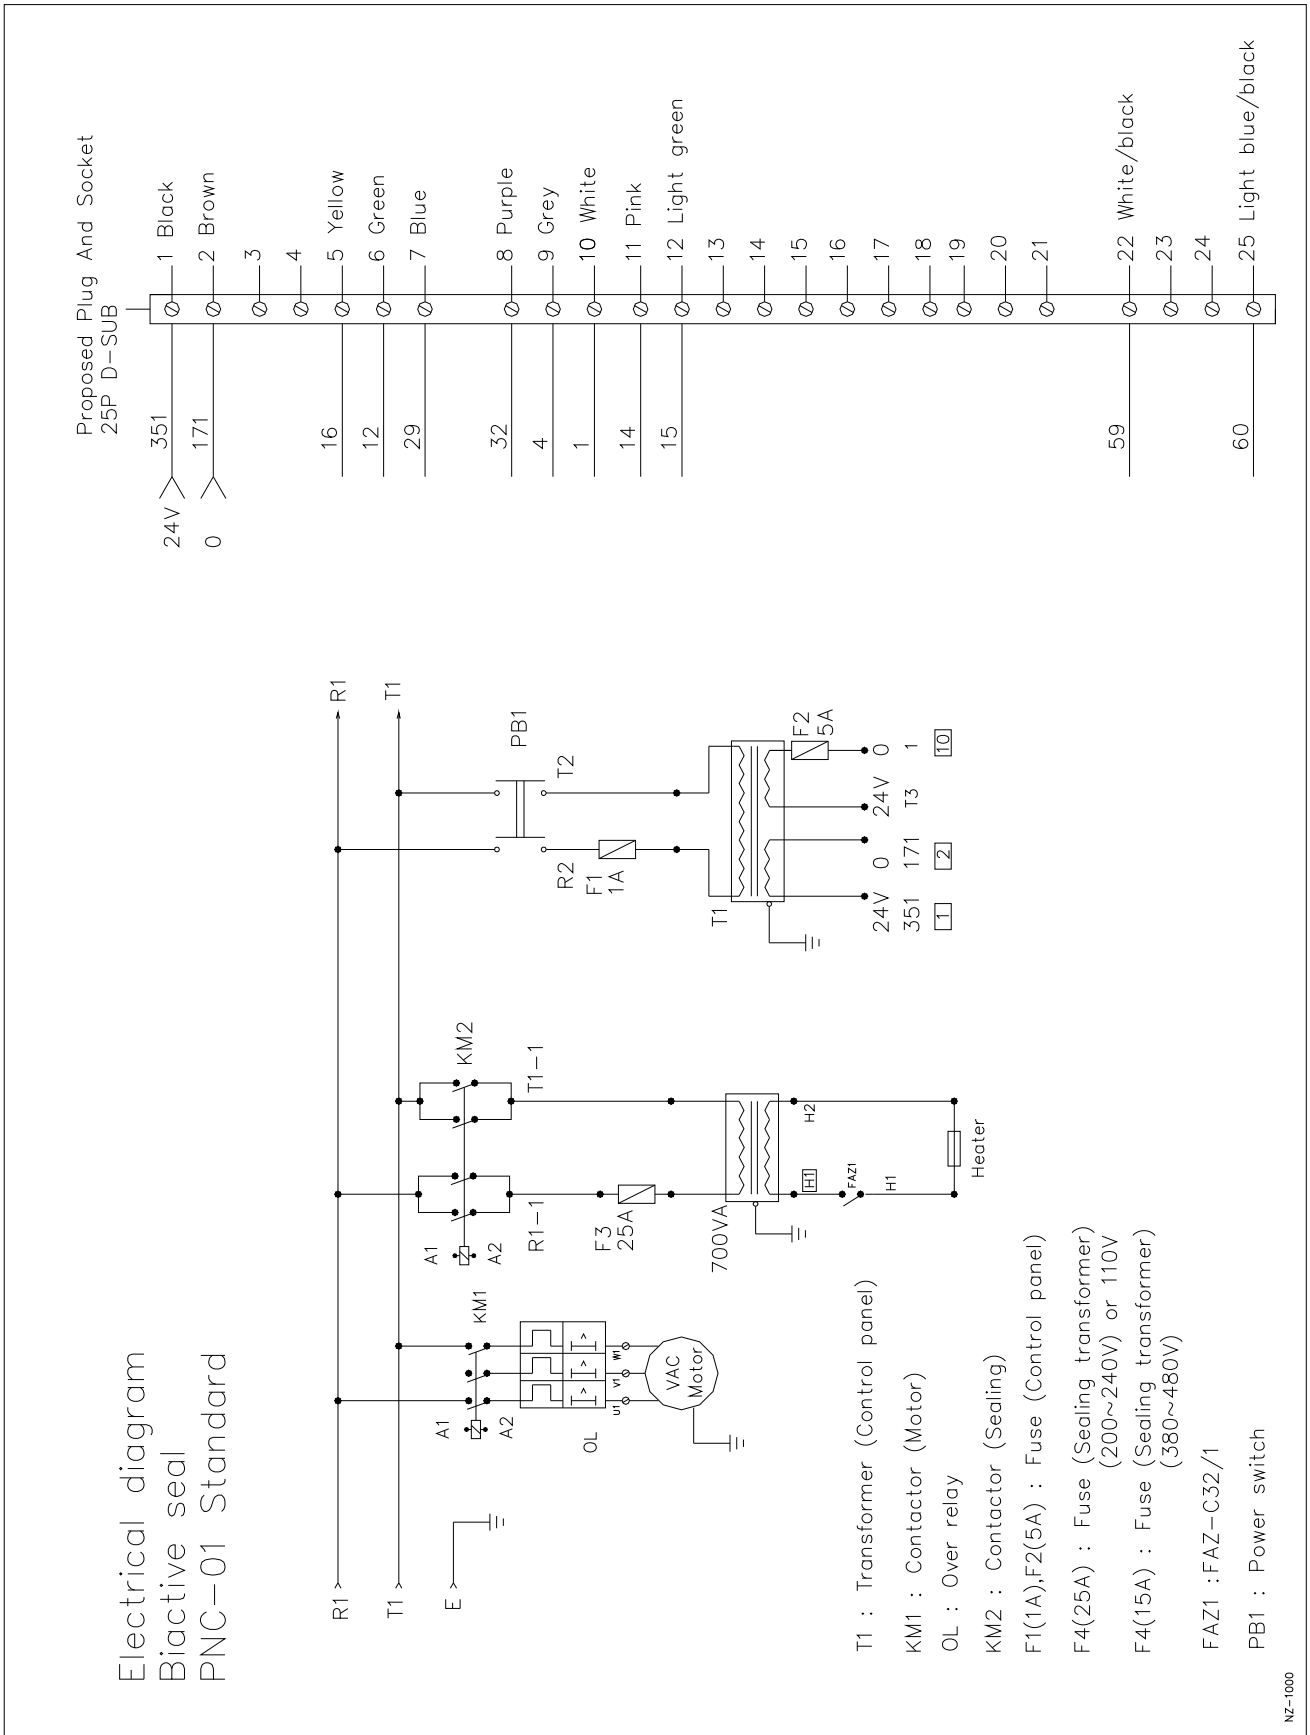 Electrical diagram
Biactive seal
PNC-01 Standard
R1
T1
E
A1
A2
KM1
OL
U1
V1
W1
VAC
Motor
A1
A2
KM2
R1-1
T1-1
F3
25A
700VA
H1
H2
FAZ1
H1
Heater
R1
T1
PB1
R2
T2
F1
1A
T1
F2
5A
24V 0 24V 0
351 171 T3 1
1 2 10
T1 : Transformer (Control panel)
KM1 : Contactor (Motor)
OL : Over relay
KM2 : Contactor (Sealing)
F1(1A),F2(5A) : Fuse (Control panel)
F4(25A) : Fuse (Sealing transformer)
(200~240V) or 110V
F4(15A) : Fuse (Sealing transformer)
(380~480V)
FAZ1 : FAZ-C32/1
PB1 : Power switch
Proposed Plug And Socket
25P D-SUB
24V 351 1 Black
0 171 2 Brown
3
4
16 5 Yellow
12 6 Green
29 7 Blue
32 8 Purple
4 9 Grey
1 10 White
14 11 Pink
15 12 Light green
13
14
15
16
17
18
19
20
21
59 22 White/black
23
24
60 25 Light blue/black
NZ-1000